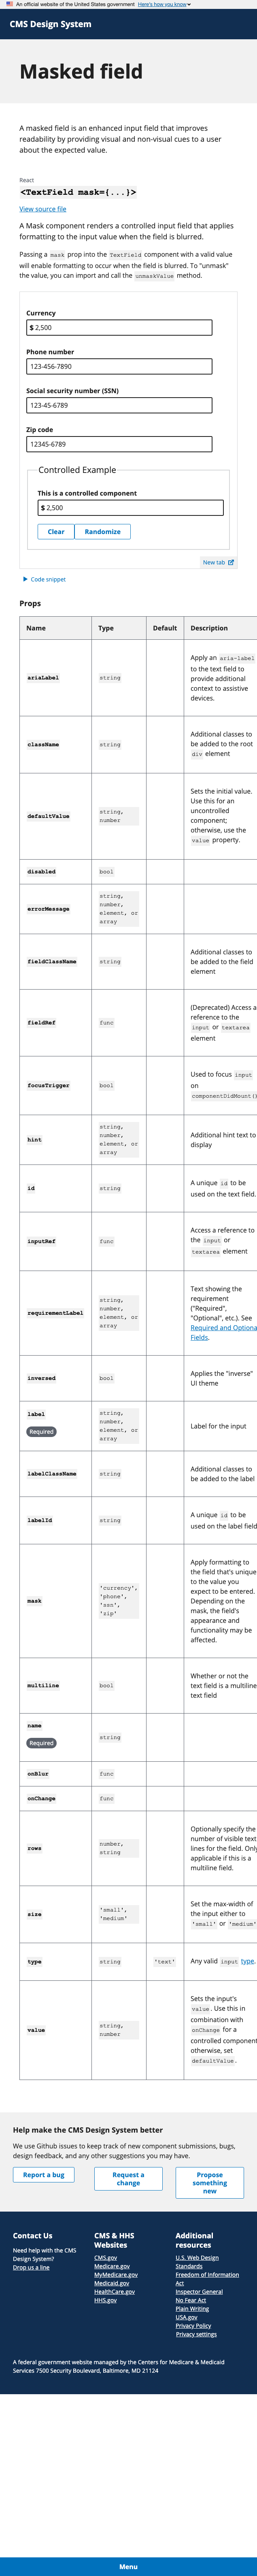 An official website of the United States government Here's how you know
CMS Design System
Masked field
A masked field is an enhanced input field that improves
readability by providing visual and non-visual cues to a user
about the expected value.
React
<TextField mask={...}>
View source file
A Mask component renders a controlled input field that applies
formatting to the input value when the field is blurred.
Passing a mask prop into the TextField component with a valid value
will enable formatting to occur when the field is blurred. To "unmask"
the value, you can import and call the unmaskValue method.
Currency
$ 2,500
Phone number
123-456-7890
Social security number (SSN)
123-45-6789
Zip code
12345-6789
Controlled Example
This is a controlled component
$ 2,500
Clear Randomize
New tab
Code snippet
Props
Name Type Default Description
ariaLabel string
Apply an aria-label
to the text field to
provide additional
context to assistive
devices.
className string
Additional classes to
be added to the root
div element
defaultValue
string,
number
Sets the initial value.
Use this for an
uncontrolled
component;
otherwise, use the
value property.
disabled bool
errorMessage
string,
number,
element, or
array
fieldClassName string
Additional classes to
be added to the field
element
fieldRef func
(Deprecated) Access a
reference to the
input or textarea
element
focusTrigger bool
Used to focus input
on
componentDidMount()
hint
string,
number,
element, or
array
Additional hint text to
display
id string
A unique id to be
used on the text field.
inputRef func
Access a reference to
the input or
textarea element
requirementLabel
string,
number,
element, or
array
Text showing the
requirement
("Required",
"Optional", etc.). See
Required and Optional
Fields.
inversed bool
Applies the "inverse"
UI theme
label
Required
string,
number,
element, or
array
Label for the input
labelClassName string
Additional classes to
be added to the label
labelId string
A unique id to be
used on the label field
mask
'currency',
'phone',
'ssn',
'zip'
Apply formatting to
the field that's unique
to the value you
expect to be entered.
Depending on the
mask, the field's
appearance and
functionality may be
affected.
multiline bool
Whether or not the
text field is a multiline
text field
name
Required
string
onBlur func
onChange func
rows
number,
string
Optionally specify the
number of visible text
lines for the field. Only
applicable if this is a
multiline field.
size
'small',
'medium'
Set the max-width of
the input either to
'small' or 'medium'
type string 'text' Any valid input type.
value
string,
number
Sets the input's
value. Use this in
combination with
onChange for a
controlled component;
otherwise, set
defaultValue.
Help make the CMS Design System better
We use Github issues to keep track of new component submissions, bugs,
design feedback, and any other suggestions you may have.
Report a bug
Request a
change
Propose
something
new
Contact Us
Need help with the CMS
Design System?
Drop us a line
CMS & HHS
Websites
CMS.gov
Medicare.gov
MyMedicare.gov
Medicaid.gov
HealthCare.gov
HHS.gov
Additional
resources
U.S. Web Design
Standards
Freedom of Information
Act
Inspector General
No Fear Act
Plain Writing
USA.gov
Privacy Policy
Privacy settings
A federal government website managed by the Centers for Medicare & Medicaid
Services 7500 Security Boulevard, Baltimore, MD 21124
Menu